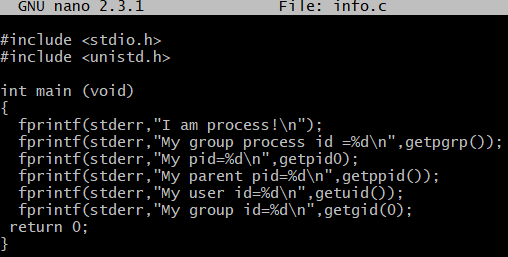 GNU nano 2.3.1 File: info.c
#include <stdio.h>
#include <unistd.h>
int main (void)
{
fprintf(stderr,"I am process!\n");
fprintf(stderr,"My group process id =%d\n",getpgrp());
fprintf(stderr,"My pid=%d\n",getpid0);
fprintf(stderr,"My parent pid=%d\n",getppid());
fprintf(stderr,"My user id=%d\n",getuid());
fprintf(stderr,"My group id=%d\n",getgid(0);
return 0;
}